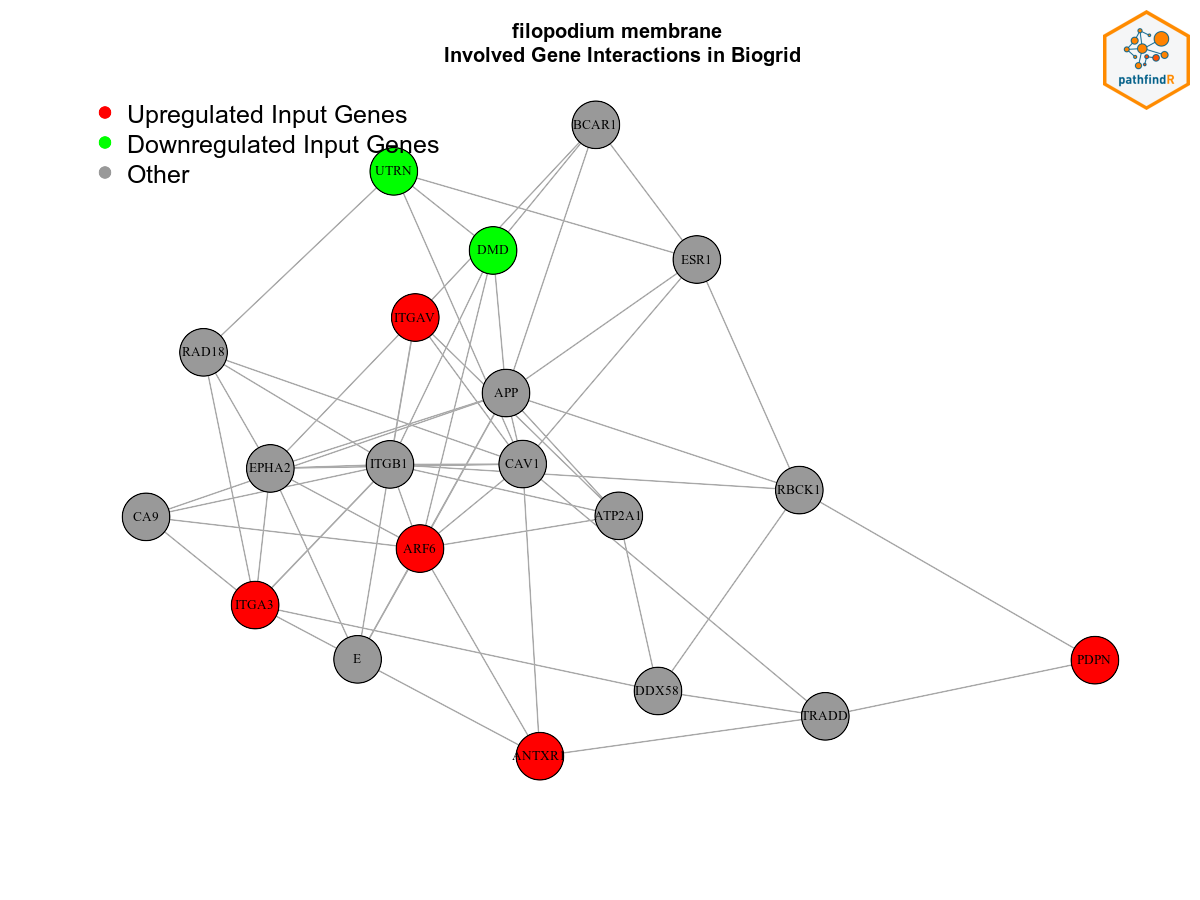 filopodium membrane
Involved Gene Interactions in Biogrid
pathfindR
Upregulated Input Genes
Downregulated Input Genes
Other
BCAR1
UTRN
DMD
ESR1
ITGAV
RAD18
APP
EPHA2
ITGB1
CAV1
RBCK1
CA9
ATP2A1
ARF6
ITGA3
E
PDPN
DDX58
TRADD
ANTXR1